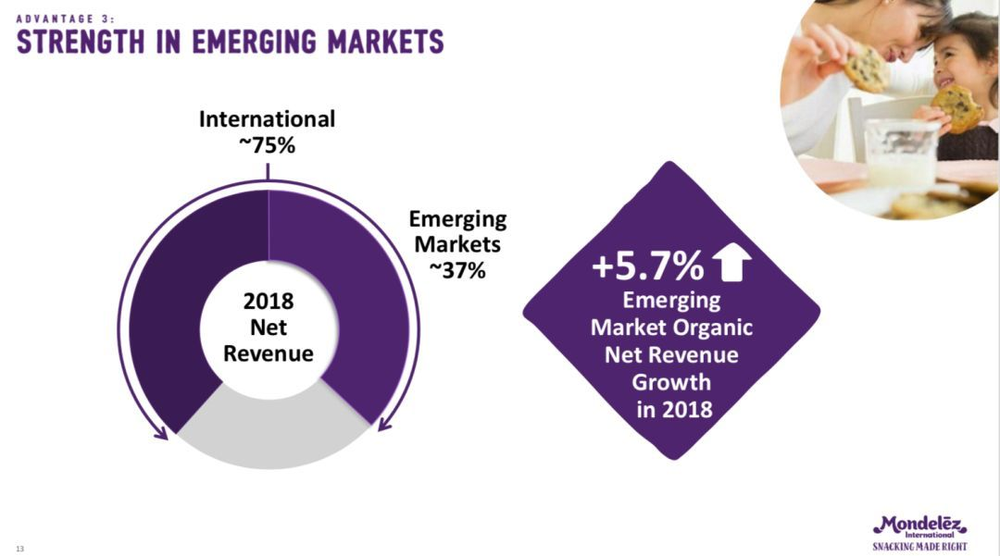 ADVANTAGE 3:
STRENGTH IN EMERGING MARKETS
International
~75%
Emerging
Markets
~37%
2018
Net
Revenue
+5.7%
Emerging
Market Organic
Net Revenue
Growth
in 2018
13
Mondelēz
International
SNACKING MADE RIGHT